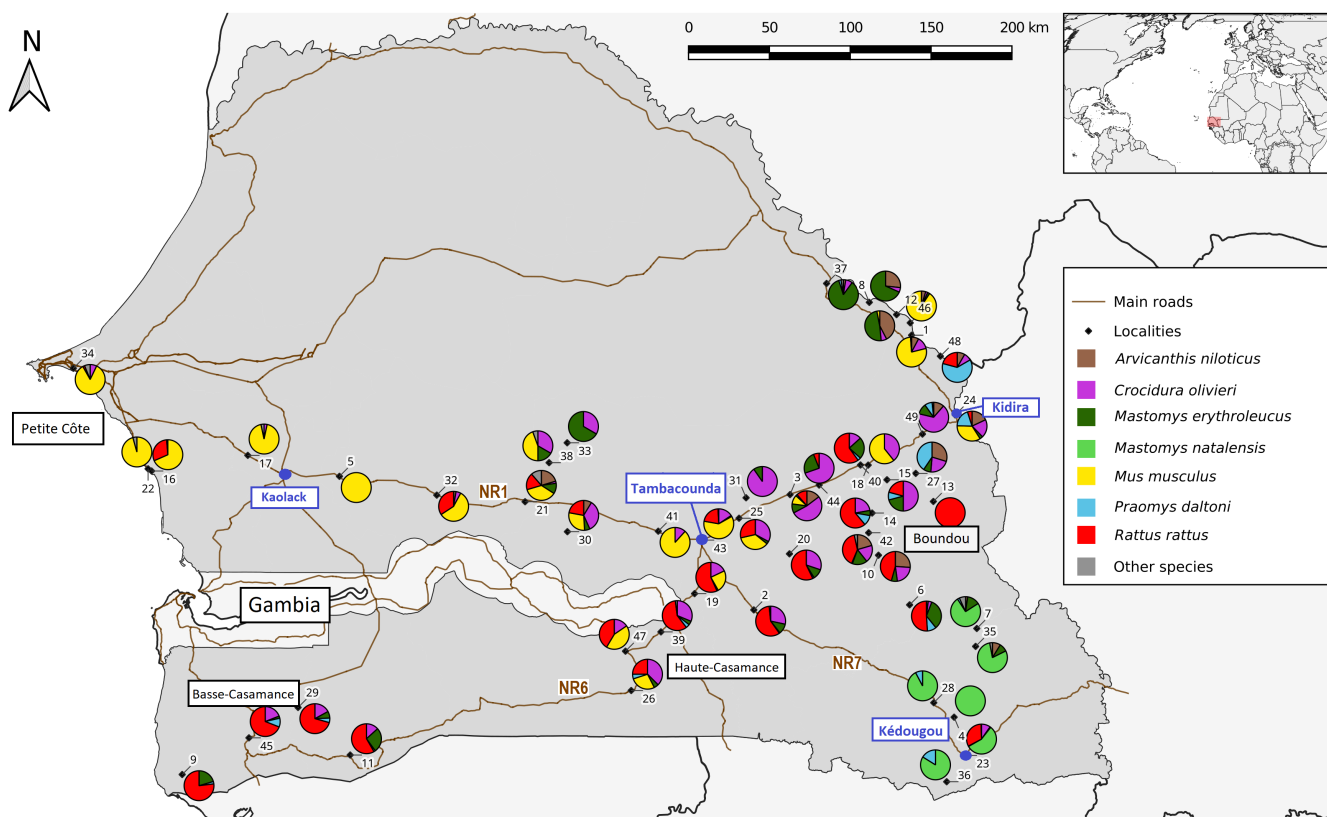 N
0 50 100 150 200 km
37
8
12
46
1
48
34
Petite Côte
24
Kidira
49
22
16
17
Kaolack
5
32
NR1
21
38
33
30
Tambacounda
41
43
31
25
3
44
18
40
15
27
13
14
Boundou
42
10
20
Gambia
19
2
6
7
35
47
39
Haute-Casamance
NR7
NR6
26
Basse-Casamance
29
45
11
9
28
Kédougou
4
23
36
Main roads
Localities
Arvicanthis niloticus
Crocidura olivieri
Mastomys erythroleucus
Mastomys natalensis
Mus musculus
Praomys daltoni
Rattus rattus
Other species